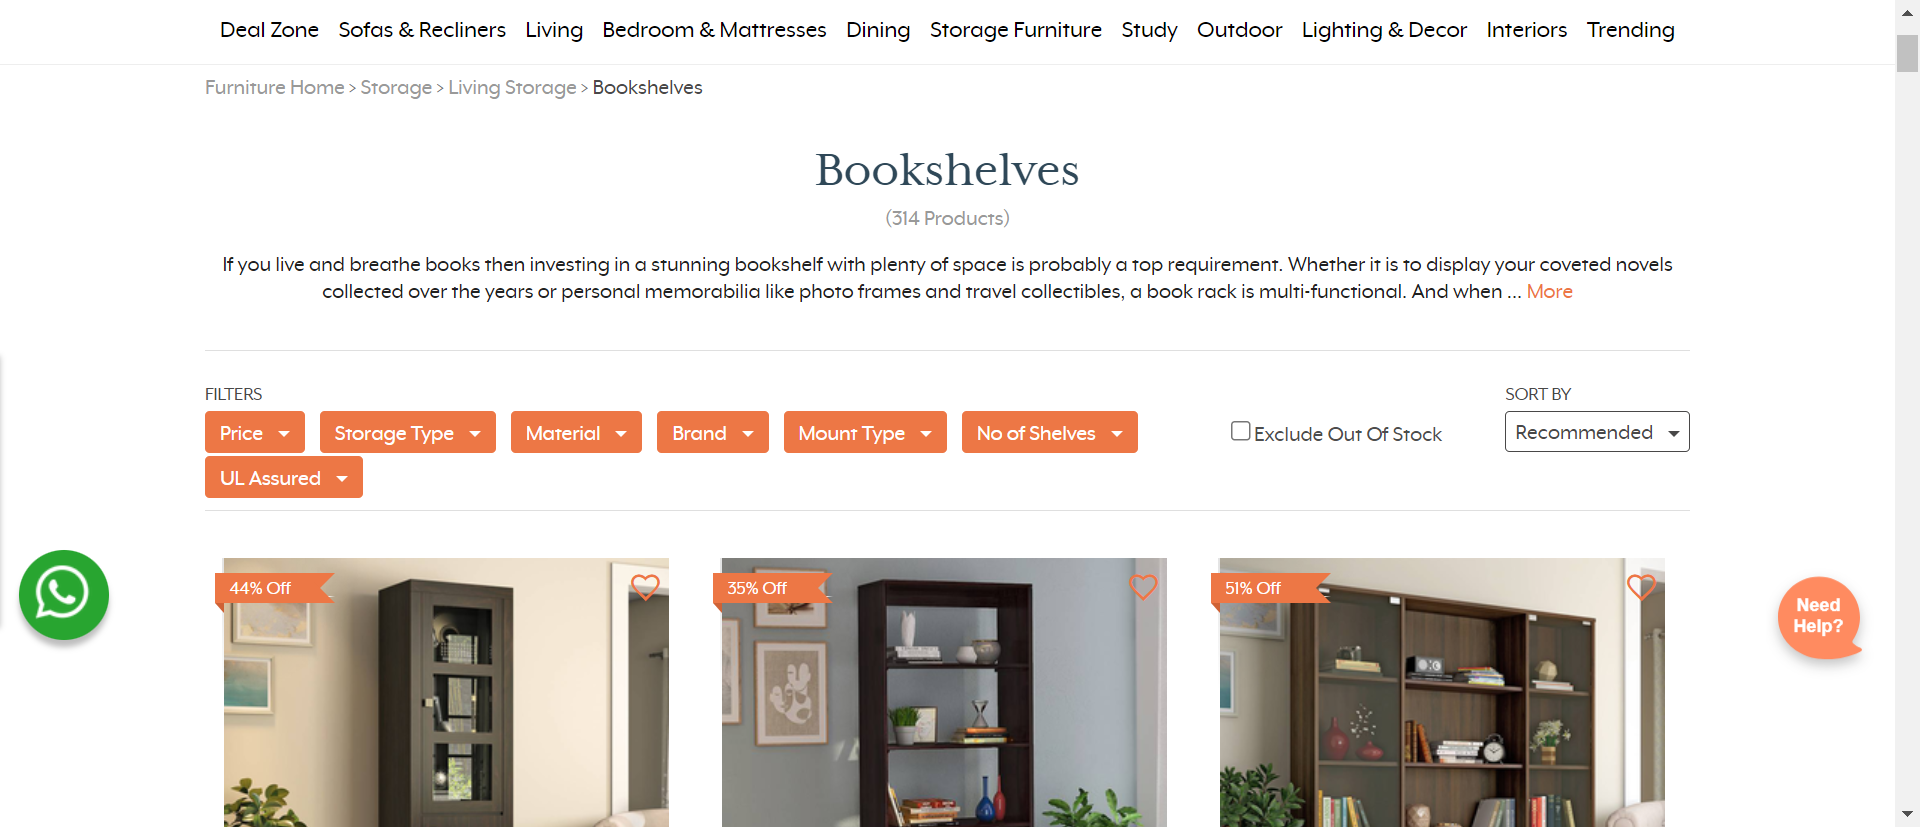 Deal Zone Sofas & Recliners Living Bedroom & Mattresses Dining Storage Furniture Study Outdoor Lighting & Decor Interiors Trending
Furniture Home > Storage > Living Storage > Bookshelves
Bookshelves
(314 Products)
If you live and breathe books then investing in a stunning bookshelf with plenty of space is probably a top requirement. Whether it is to display your coveted novels
collected over the years or personal memorabilia like photo frames and travel collectibles, a book rack is multi-functional. And when ... More
FILTERS
SORT BY
Price Storage Type Material Brand Mount Type No of Shelves Exclude Out Of Stock Recommended
UL Assured
44% Off 35% Off 51% Off
Need
Help?